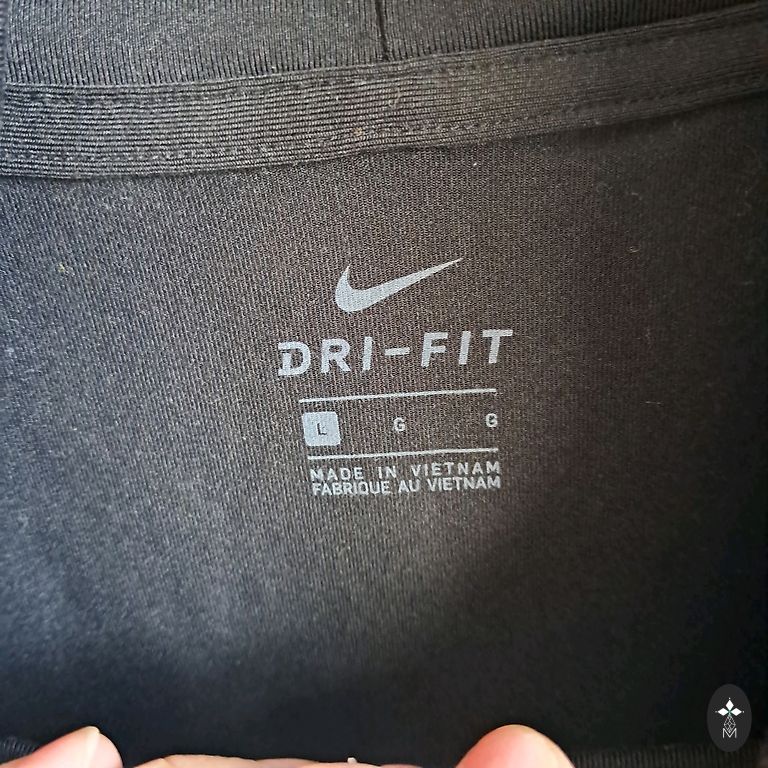 DRI-FIT
L G G
MADE IN VIETNAM
FABRIQUE AU VIETNAM
M